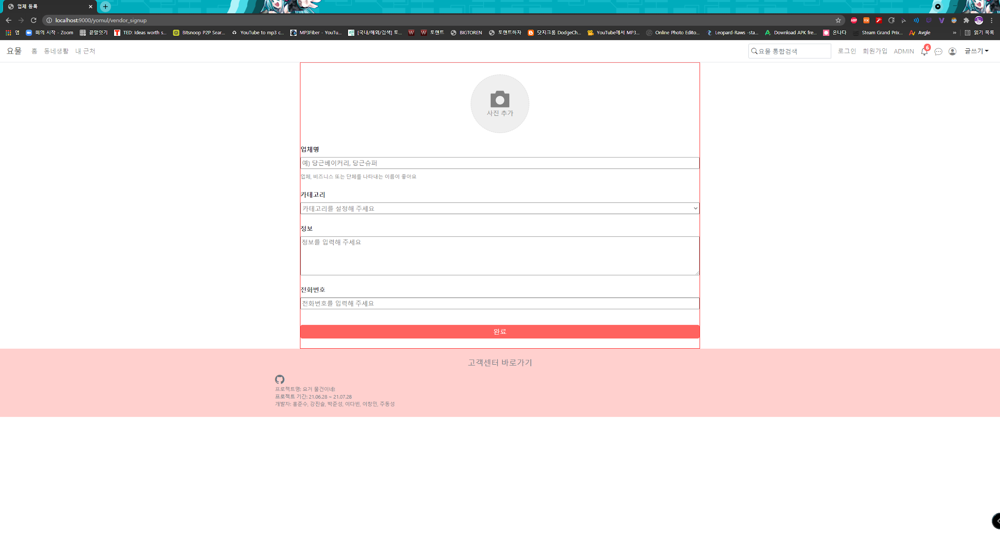 업체 등록
localhost:9000/yomul/vendor_signup
앱 회의 시작 - Zoom 끝말잇기 TED: Ideas worth s... Bitsnoop P2P Sear... YouTube to mp3 c... MP3Fiber - YouTu... [국내/해외/검색] 토... 토렌트 BIGTOREN 토렌트하자 닷지크롬 DodgeCh... YouTube에서 MP3... Online Photo Edito... Leopard-Raws -sta... Download APK fre... 온나다 Steam Grand Prix... Avgle » 읽기 목록
요물 홈 동네생활 내 근처 요물 통합검색 로그인 회원가입 ADMIN 6 글쓰기
사진 추가
업체명
예) 당근베이커리, 당근슈퍼
업체, 비즈니스 또는 단체를 나타내는 이름이 좋아요
카테고리
카테고리를 설정해 주세요
정보
정보를 입력해 주세요
전화번호
전화번호를 입력해 주세요
완료
고객센터 바로가기
프로젝트명: 요거 물건이네!
프로젝트 기간: 21.06.28 ~ 21.07.28
개발자: 홍준수, 강진슬, 박준성, 이다빈, 이창민, 주동성